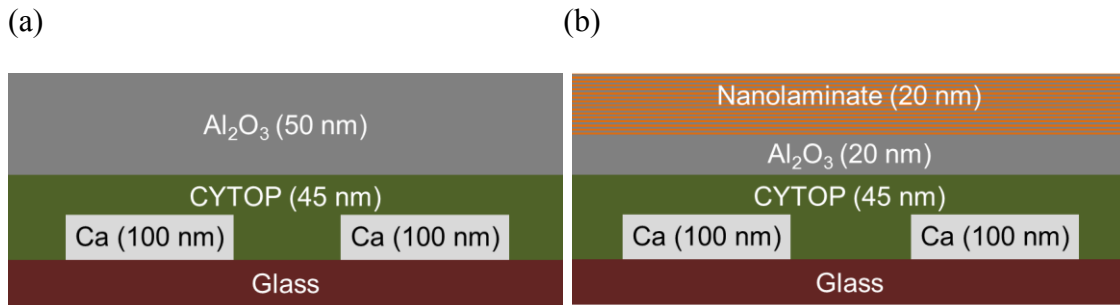 (a)
Al₂O₃ (50 nm)
CYTOP (45 nm)
Ca (100 nm) Ca (100 nm)
Glass
(b)
Nanolaminate (20 nm)
Al₂O₃ (20 nm)
CYTOP (45 nm)
Ca (100 nm) Ca (100 nm)
Glass